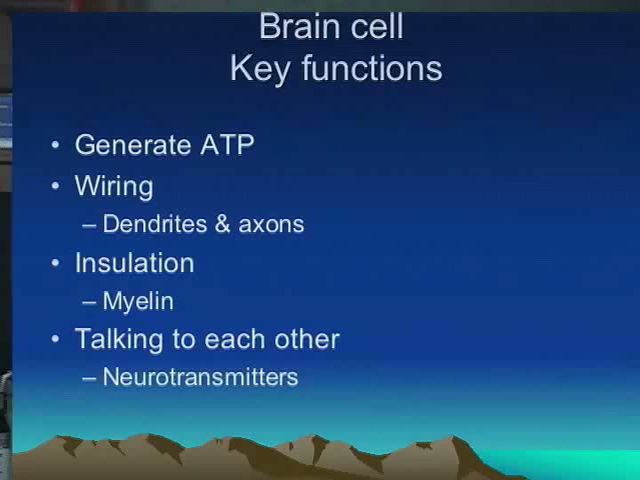 Brain cell
Key functions
• Generate ATP
• Wiring
– Dendrites & axons
• Insulation
– Myelin
• Talking to each other
– Neurotransmitters